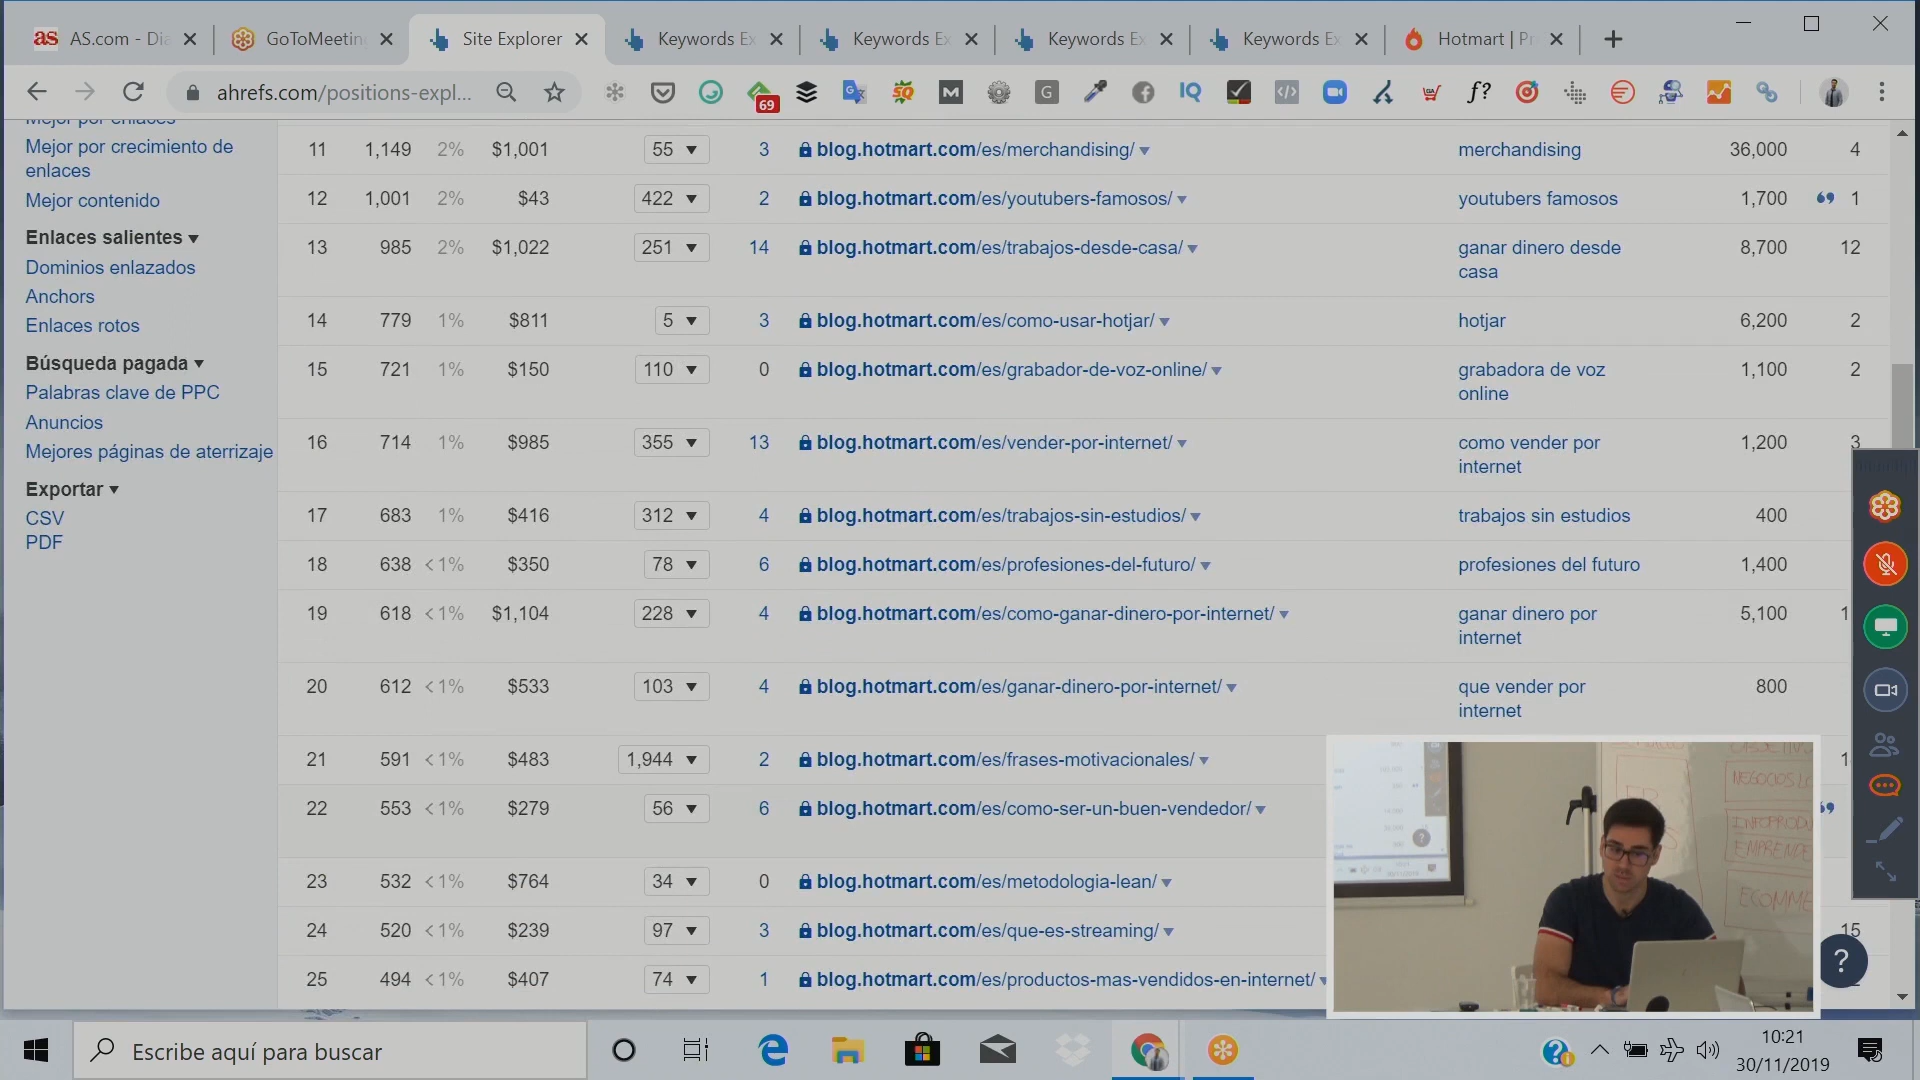 as AS.com - Dia
GoToMeeting
Site Explorer
Keywords Ex
Keywords Ex
Keywords Ex
Keywords Ex
Hotmart | Pr
ahrefs.com/positions-expl...
69
Mejor por enlaces
Mejor por crecimiento de
enlaces
Mejor contenido
Enlaces salientes
Dominios enlazados
Anchors
Enlaces rotos
Búsqueda pagada
Palabras clave de PPC
Anuncios
Mejores páginas de aterrizaje
Exportar
CSV
PDF
11 1,149 2% $1,001 55 3 blog.hotmart.com/es/merchandising/ merchandising 36,000 4
12 1,001 2% $43 422 2 blog.hotmart.com/es/youtubers-famosos/ youtubers famosos 1,700 1
13 985 2% $1,022 251 14 blog.hotmart.com/es/trabajos-desde-casa/ ganar dinero desde 8,700 12
casa
14 779 1% $811 5 3 blog.hotmart.com/es/como-usar-hotjar/ hotjar 6,200 2
15 721 1% $150 110 0 blog.hotmart.com/es/grabador-de-voz-online/ grabadora de voz 1,100 2
online
16 714 1% $985 355 13 blog.hotmart.com/es/vender-por-internet/ como vender por 1,200 3
internet
17 683 1% $416 312 4 blog.hotmart.com/es/trabajos-sin-estudios/ trabajos sin estudios 400
18 638 <1% $350 78 6 blog.hotmart.com/es/profesiones-del-futuro/ profesiones del futuro 1,400
19 618 <1% $1,104 228 4 blog.hotmart.com/es/como-ganar-dinero-por-internet/ ganar dinero por 5,100 1
internet
20 612 <1% $533 103 4 blog.hotmart.com/es/ganar-dinero-por-internet/ que vender por 800
internet
21 591 <1% $483 1,944 2 blog.hotmart.com/es/frases-motivacionales/ 1
22 553 <1% $279 56 6 blog.hotmart.com/es/como-ser-un-buen-vendedor/
23 532 <1% $764 34 0 blog.hotmart.com/es/metodologia-lean/
24 520 <1% $239 97 3 blog.hotmart.com/es/que-es-streaming/ 15
25 494 <1% $407 74 1 blog.hotmart.com/es/productos-mas-vendidos-en-internet/
NEGOCIOS
INFOPRODU
EMPRENDE
ECOMME
?
Escribe aquí para buscar
10:21
30/11/2019